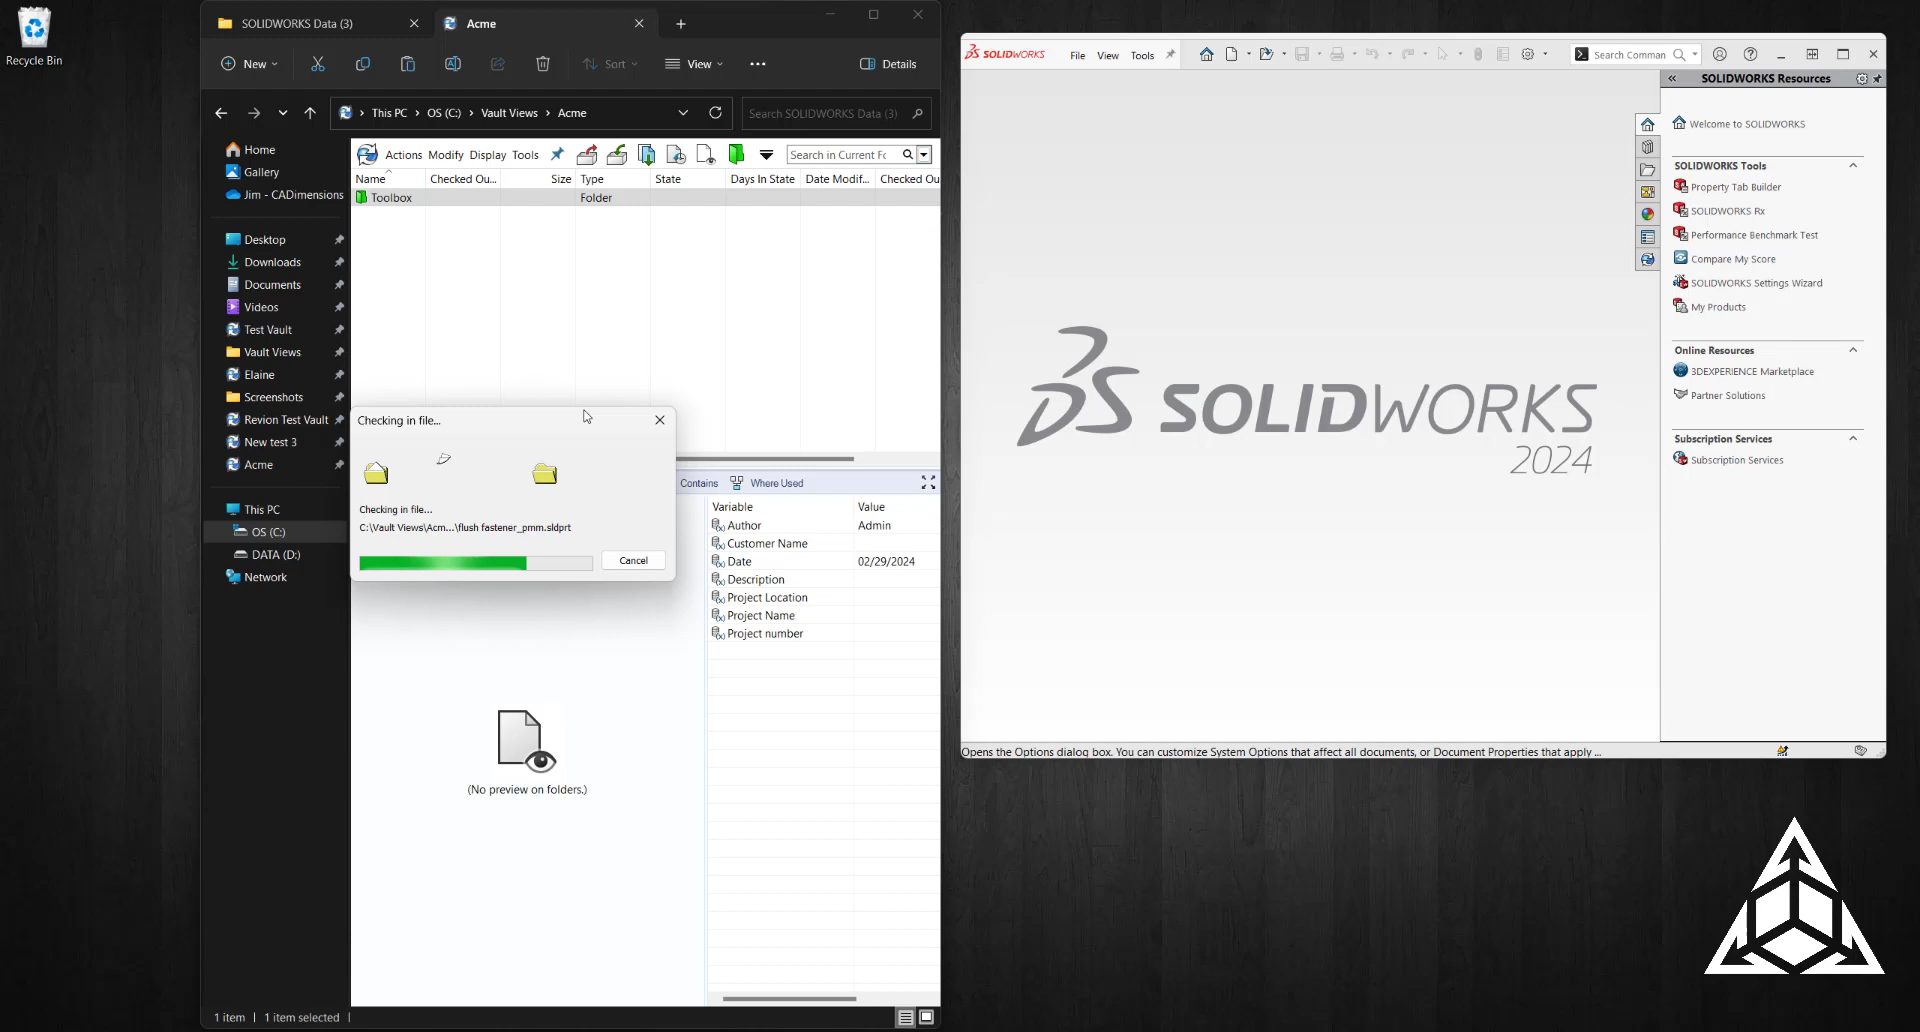 Recycle Bin
SOLIDWORKS Data (3)
Acme
New
Sort
View
Details
This PC > OS (C:) > Vault Views > Acme
Search SOLIDWORKS Data (3)
Home
Gallery
Jim - CADimensions
Desktop
Downloads
Documents
Videos
Test Vault
Vault Views
Elaine
Screenshots
Revion Test Vault
New test 3
Acme
This PC
OS (C:)
DATA (D:)
Network
Actions Modify Display Tools
Search in Current Fc
Name Checked Ou... Size Type State Days In State Date Modif... Checked Ou
Toolbox Folder
Checking in file...
Checking in file...
C:\Vault Views\Acm...\flush fastener_pmm.sldprt
Cancel
Contains Where Used
Variable Value
Author Admin
Customer Name
Date 02/29/2024
Description
Project Location
Project Name
Project number
(No preview on folders.)
1 item 1 item selected
SOLIDWORKS
File View Tools
Search Comman
SOLIDWORKS Resources
Welcome to SOLIDWORKS
SOLIDWORKS Tools
Property Tab Builder
SOLIDWORKS Rx
Performance Benchmark Test
Compare My Score
SOLIDWORKS Settings Wizard
My Products
Online Resources
3DEXPERIENCE Marketplace
Partner Solutions
Subscription Services
Subscription Services
SOLIDWORKS
2024
Opens the Options dialog box. You can customize System Options that affect all documents, or Document Properties that apply ...